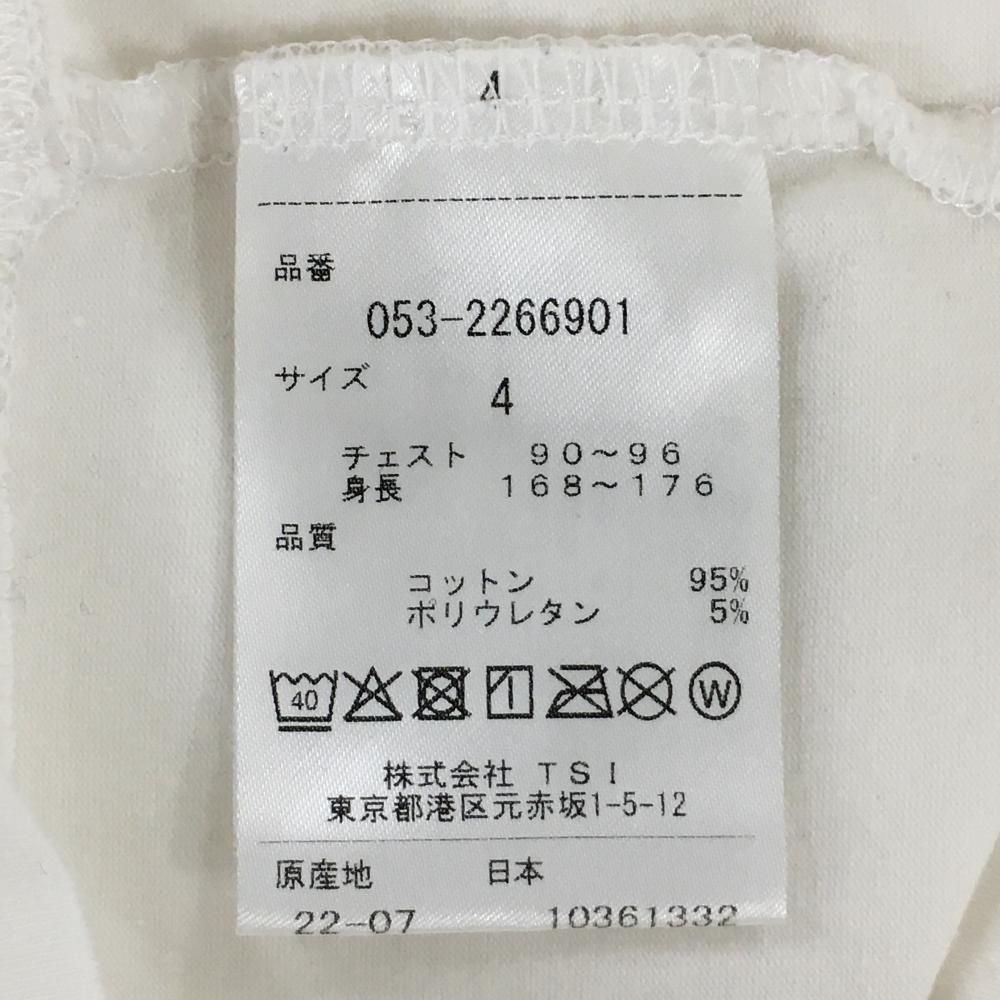 4
品番
053-2266901
サイズ
4
チェスト 90~96
身長 168~176
品質
コットン 95%
ポリウレタン 5%
40 W
株式会社 TSI
東京都港区元赤坂1-5-12
原産地 日本
22-07 10361332